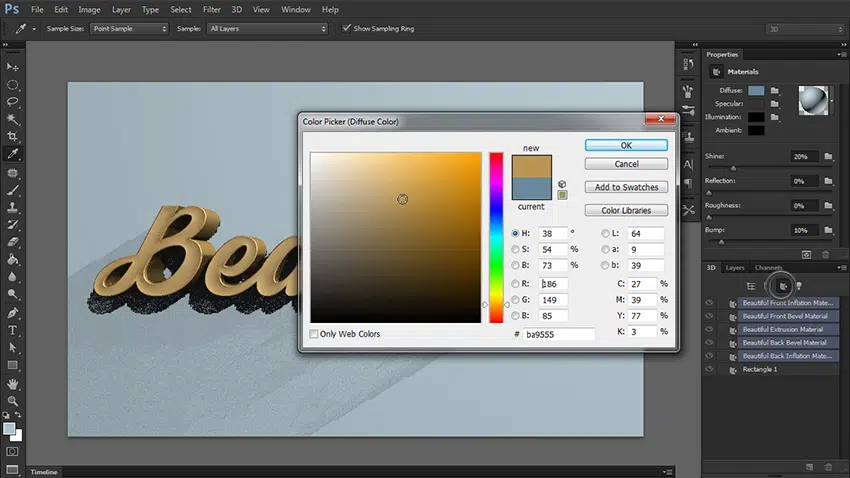 Ps File Edit Image Layer Type Select Filter 3D View Window Help
Sample Size: Point Sample Sample: All Layers Show Sampling Ring 3D
Properties
Materials
Diffuse:
Specular:
Illumination:
Ambient:
Shine: 20%
Reflection: 0%
Roughness: 0%
Bump: 10%
3D Layers Channels
Beautiful Front Inflation Mate...
Beautiful Front Bevel Material
Beautiful Extrusion Material
Beautiful Back Bevel Material
Beautiful Back Inflation Mate...
Rectangle 1
Color Picker (Diffuse Color)
new
current
OK
Cancel
Add to Swatches
Color Libraries
H: 38 ° L: 64
S: 54 % a: 9
B: 73 % b: 39
R: 186 C: 27 %
G: 149 M: 39 %
B: 85 Y: 77 %
# ba9555 K: 3 %
Only Web Colors
Bea
Timeline